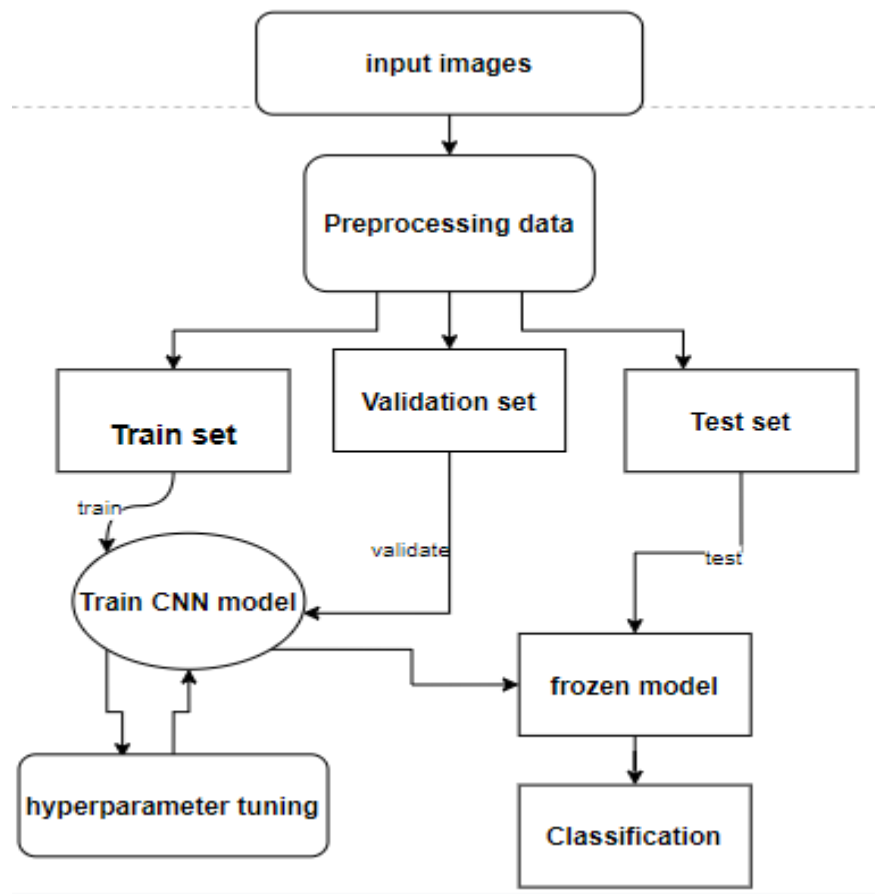 input images
Preprocessing data
Train set
Validation set
Test set
train
validate
test
Train CNN model
frozen model
hyperparameter tuning
Classification